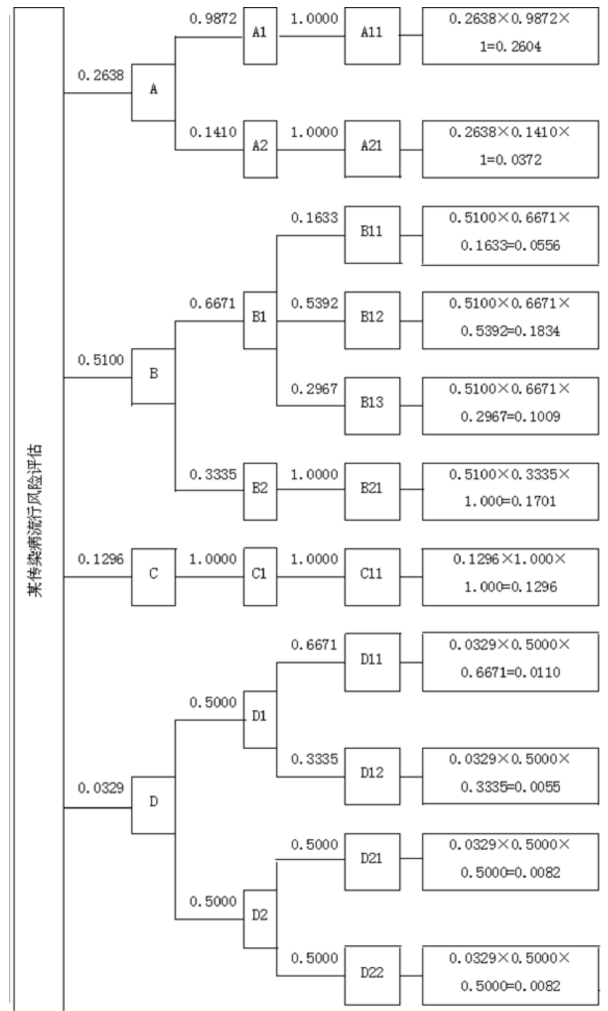 某传染病流行风险评估
0.2638
A
0.9872
A1
1.0000
A11
0.2638×0.9872×
1=0.2604
0.1410
A2
1.0000
A21
0.2638×0.1410×
1=0.0372
0.5100
B
0.6671
B1
0.1633
B11
0.5100×0.6671×
0.1633=0.0556
0.5392
B12
0.5100×0.6671×
0.5392=0.1834
0.2967
B13
0.5100×0.6671×
0.2967=0.1009
0.3335
B2
1.0000
B21
0.5100×0.3335×
1.000=0.1701
0.1296
C
1.0000
C1
1.0000
C11
0.1296×1.000×
1.000=0.1296
0.0329
D
0.5000
D1
0.6671
D11
0.0329×0.5000×
0.6671=0.0110
0.3335
D12
0.0329×0.5000×
0.3335=0.0055
0.5000
D2
0.5000
D21
0.0329×0.5000×
0.5000=0.0082
0.5000
D22
0.0329×0.5000×
0.5000=0.0082